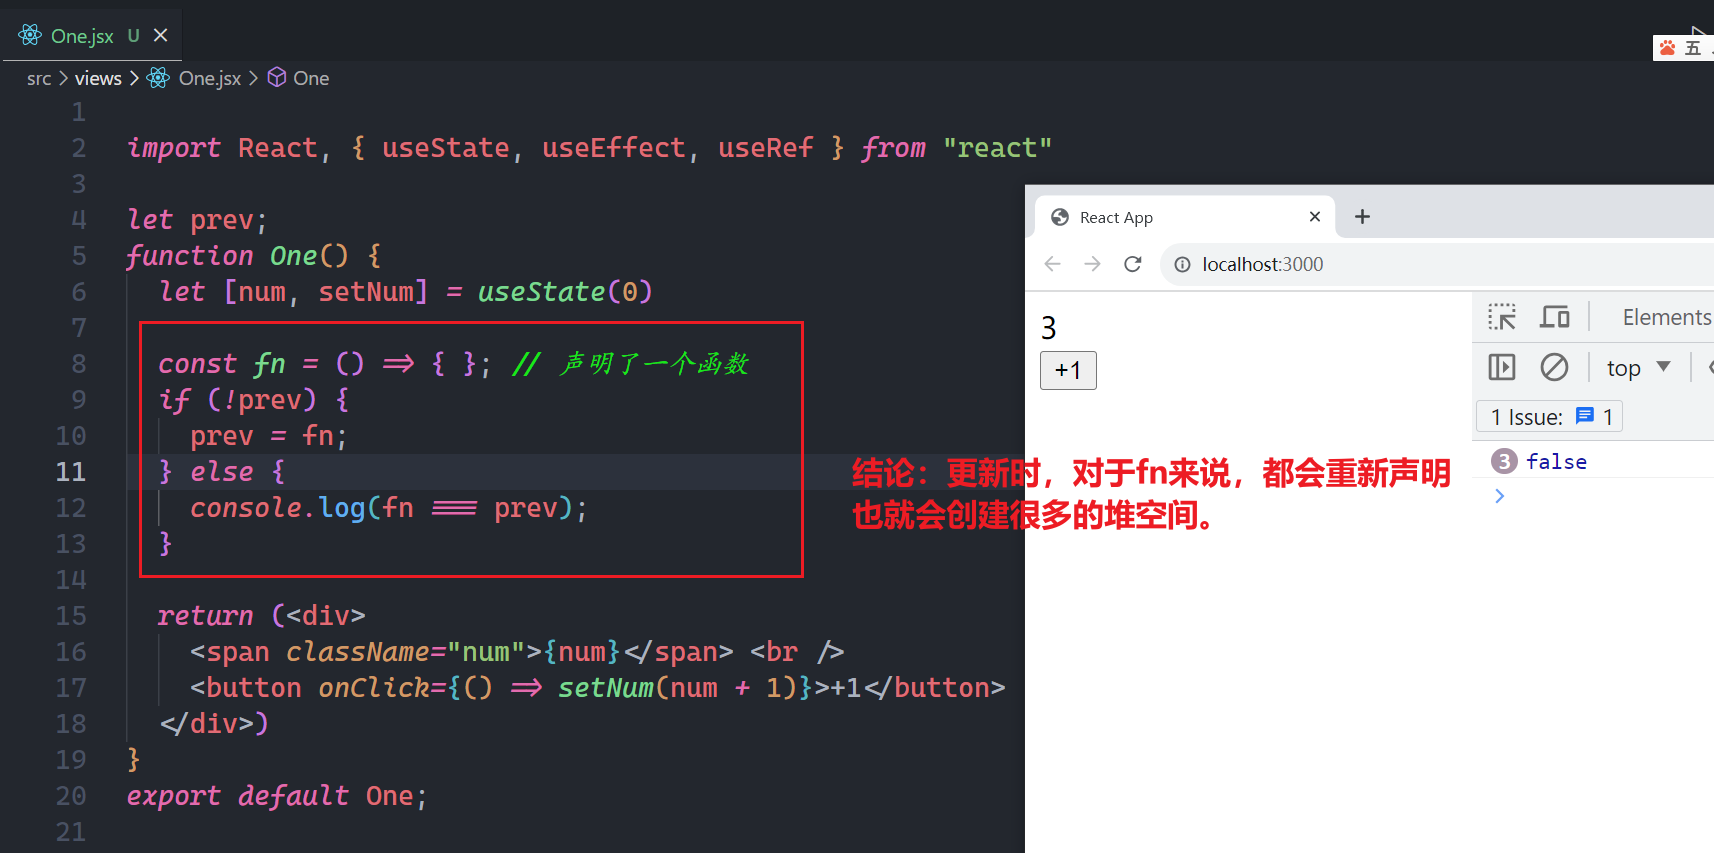 One.jsx U
五
src > views > One.jsx > One
1
2 import React, { useState, useEffect, useRef } from "react"
3
4 let prev;
5 function One() {
6 let [num, setNum] = useState(0)
7
8 const fn = () => { }; // 声明了一个函数
9 if (!prev) {
10 prev = fn;
11 } else {
12 console.log(fn === prev);
13 }
14
15 return (<div>
16 <span className="num">{num}</span> <br />
17 <button onClick={() => setNum(num + 1)}>+1</button>
18 </div>)
19 }
20 export default One;
21
React App
localhost:3000
3
+1
Elements
top
1 Issue: 1
3 false
结论：更新时，对于fn来说，都会重新声明
也就会创建很多的堆空间。